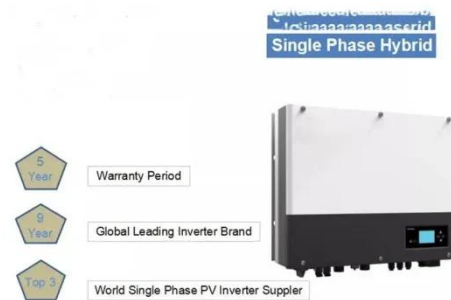 Single Phase Hybrid
5
Year
Warranty Period
9
Year
Global Leading Inverter Brand
Top 3
World Single Phase PV Inverter Suppler